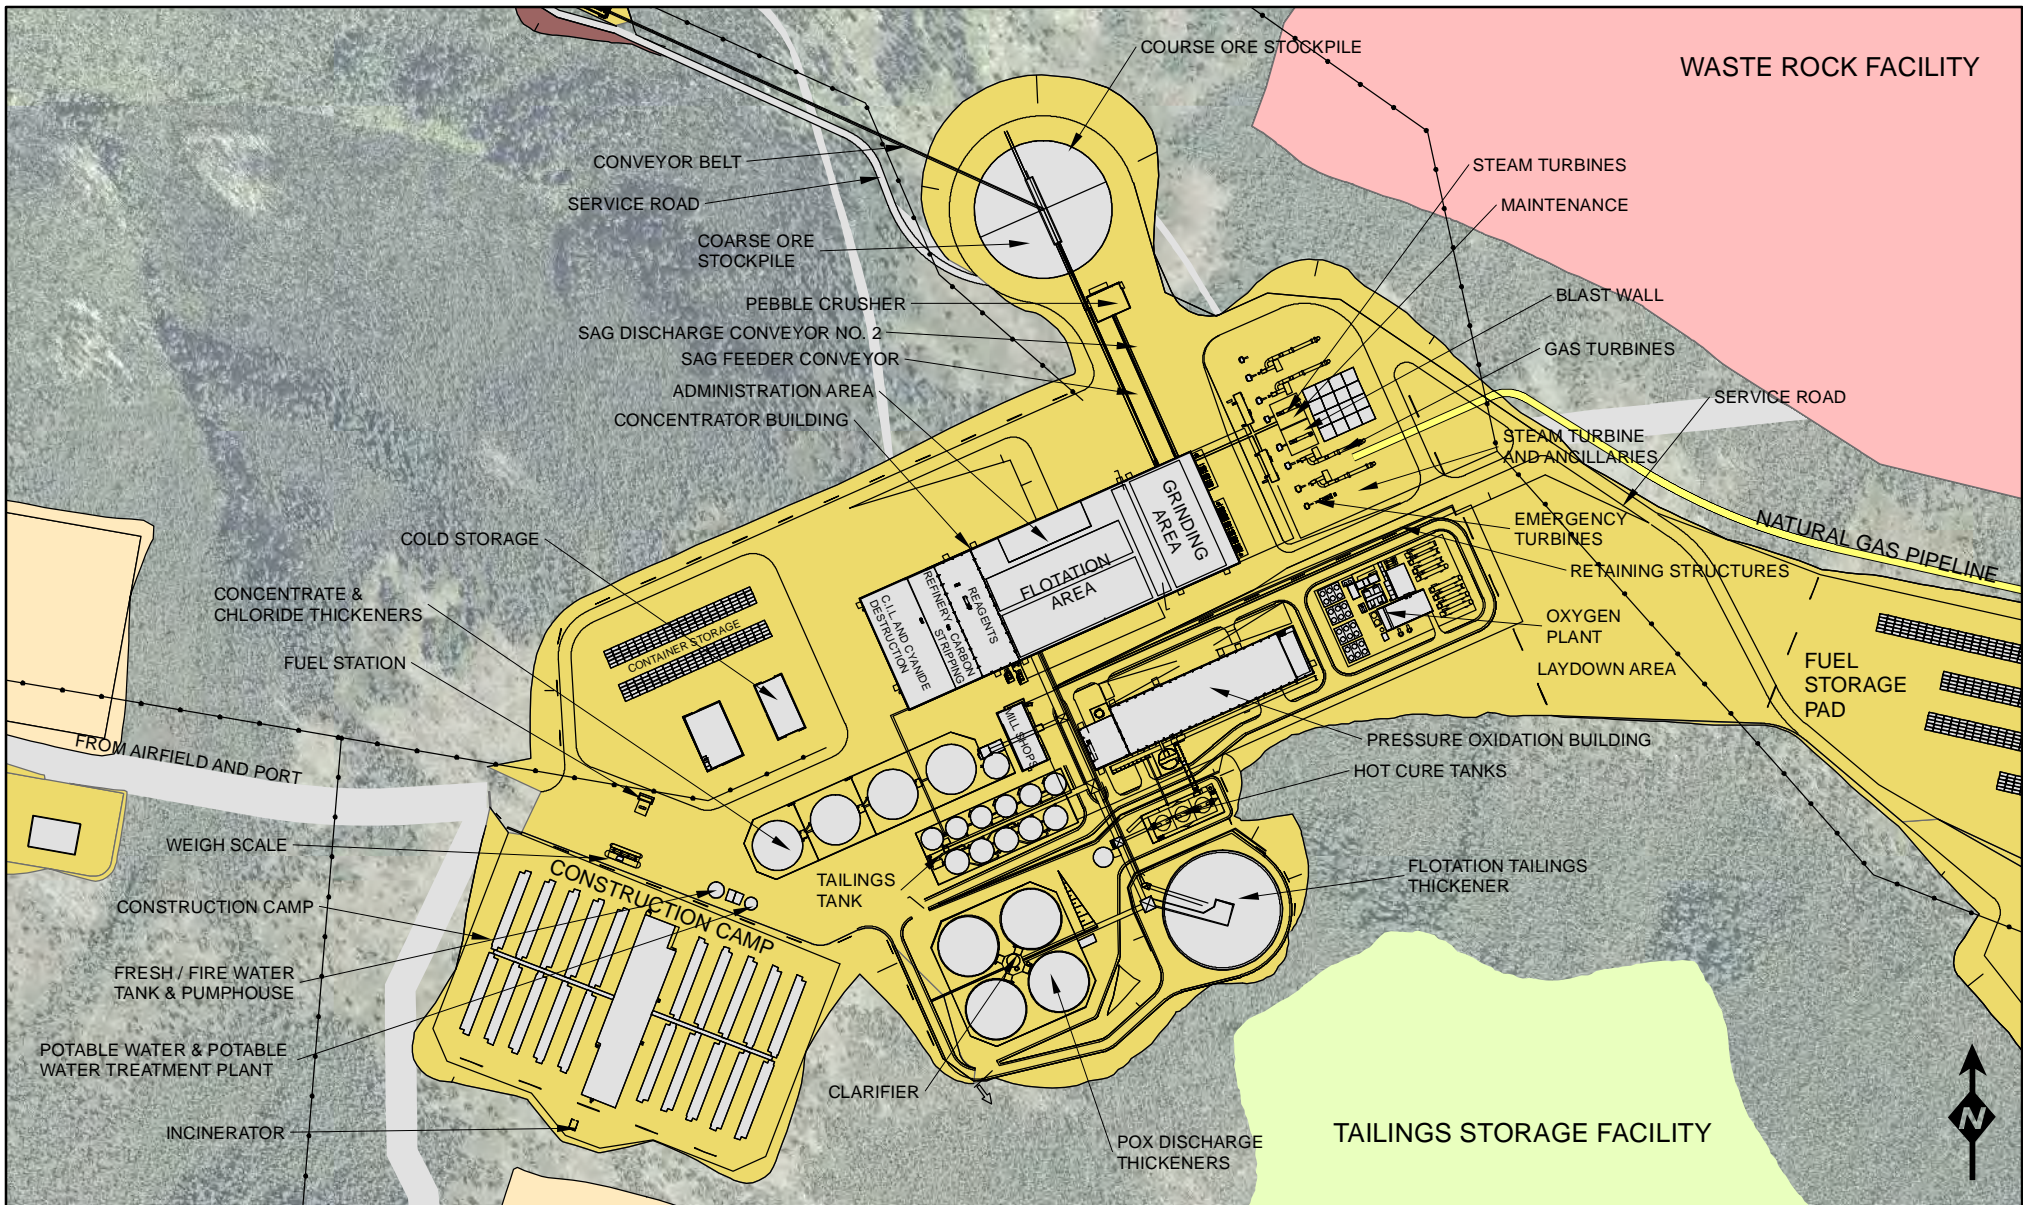 COURSE ORE STOCKPILE
WASTE ROCK FACILITY
CONVEYOR BELT
STEAM TURBINES
SERVICE ROAD
MAINTENANCE
COARSE ORE
STOCKPILE
PEBBLE CRUSHER
BLAST WALL
SAG DISCHARGE CONVEYOR NO. 2
GAS TURBINES
SAG FEEDER CONVEYOR
ADMINISTRATION AREA
SERVICE ROAD
CONCENTRATOR BUILDING
STEAM TURBINE
AND ANCILLARIES
GRINDING
AREA
EMERGENCY
TURBINES
NATURAL GAS PIPELINE
COLD STORAGE
FLOTATION
AREA
RETAINING STRUCTURES
CONCENTRATE &
CHLORIDE THICKENERS
REAGENTS
REFINERY - CARBON
STRIPPING
C.I.L. AND CYANIDE
DESTRUCTION
CONTAINER STORAGE
OXYGEN
PLANT
FUEL STATION
LAYDOWN AREA
FUEL
STORAGE
PAD
MILL SHOPS
FROM AIRFIELD AND PORT
PRESSURE OXIDATION BUILDING
HOT CURE TANKS
WEIGH SCALE
CONSTRUCTION CAMP
TAILINGS
TANK
FLOTATION TAILINGS
THICKENER
CONSTRUCTION CAMP
FRESH / FIRE WATER
TANK & PUMPHOUSE
POTABLE WATER & POTABLE
WATER TREATMENT PLANT
CLARIFIER
INCINERATOR
POX DISCHARGE
THICKENERS
TAILINGS STORAGE FACILITY
N